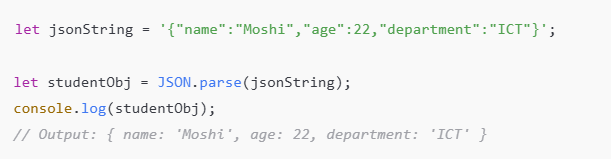 let jsonString = '{"name":"Moshi","age":22,"department":"ICT"}';
let studentObj = JSON.parse(jsonString);
console.log(studentObj);
// Output: { name: 'Moshi', age: 22, department: 'ICT' }